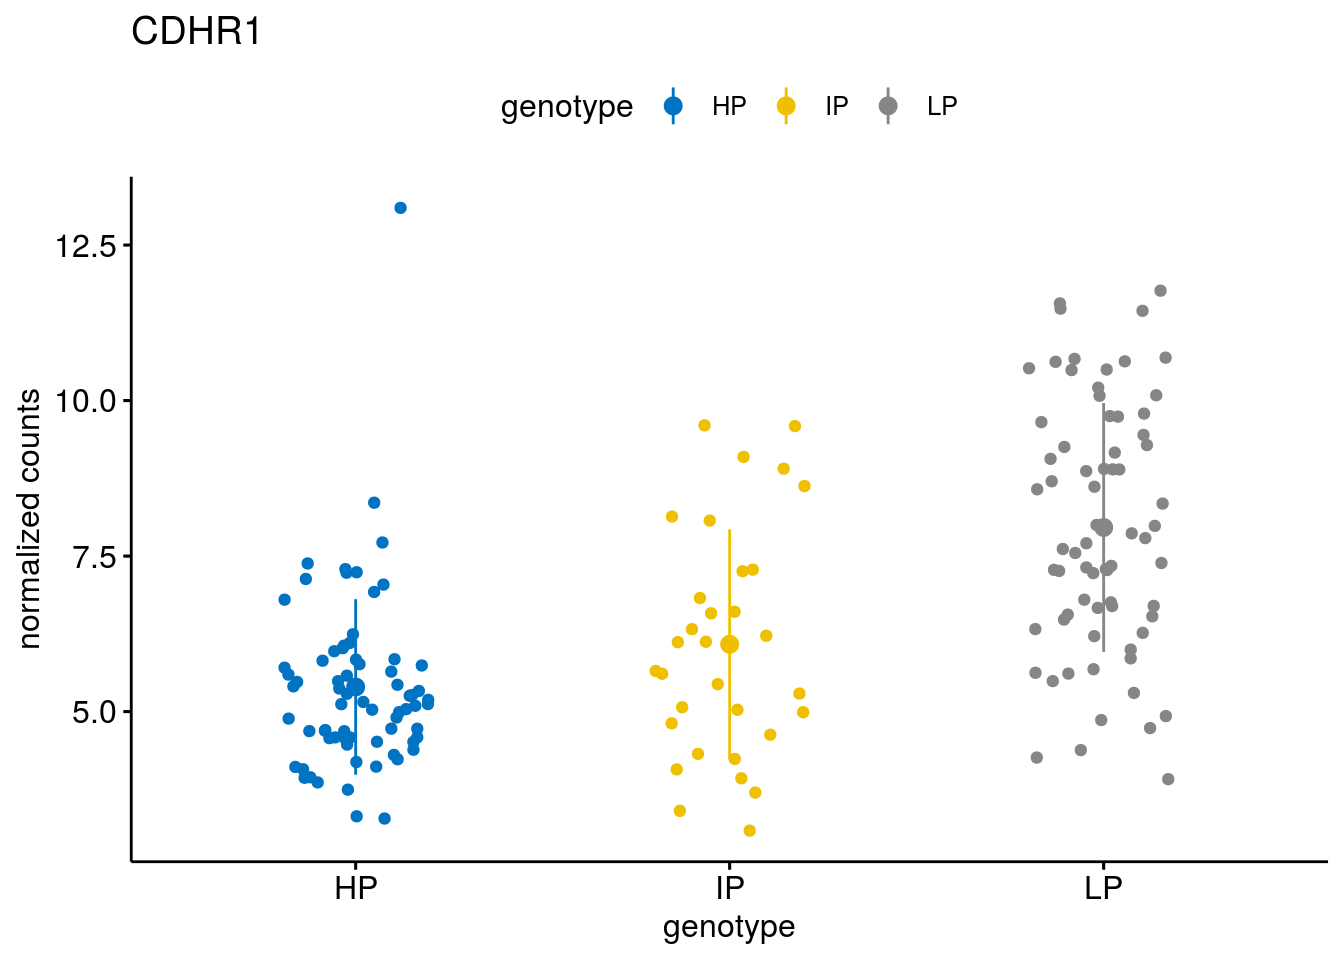 CDHR1
genotype HP IP LP
12.5
10.0
7.5
5.0
normalized counts
HP IP LP
genotype